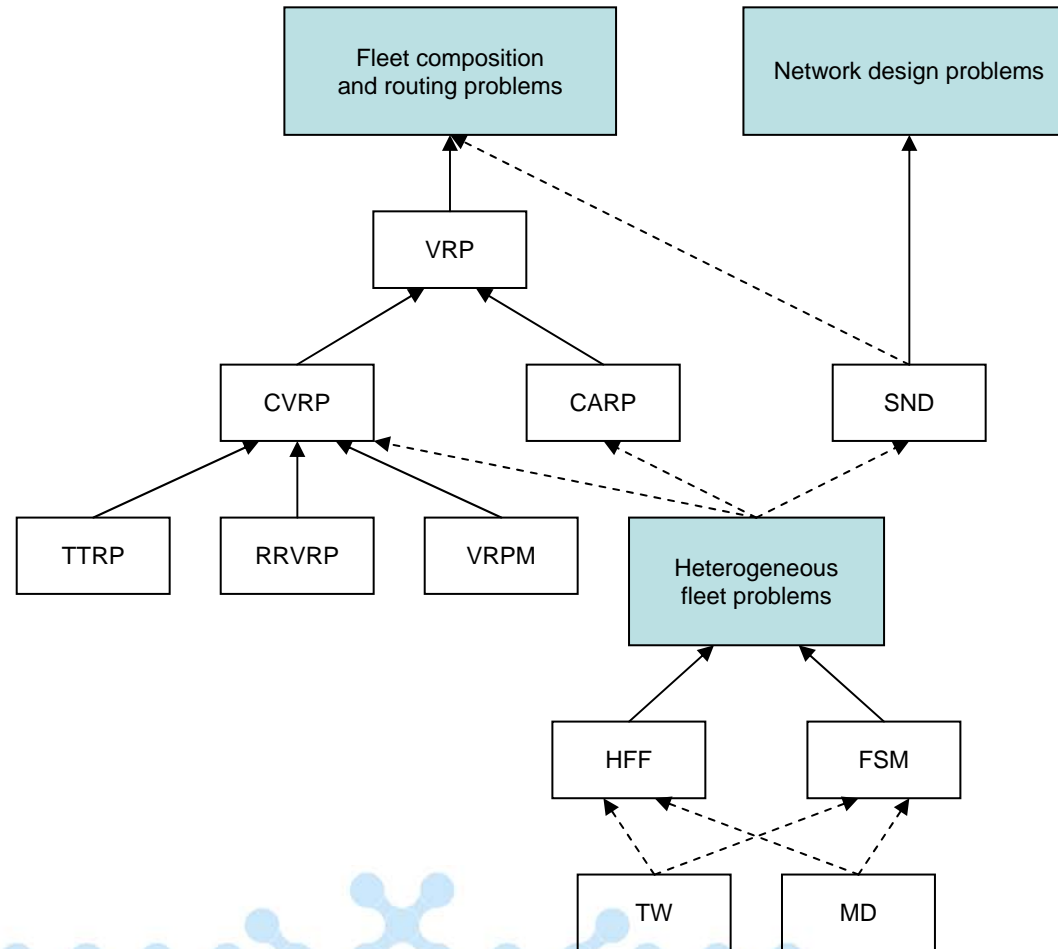 Fleet composition
and routing problems
Network design problems
VRP
CVRP
CARP
SND
TTRP
RRVRP
VRPM
Heterogeneous
fleet problems
HFF
FSM
TW
MD